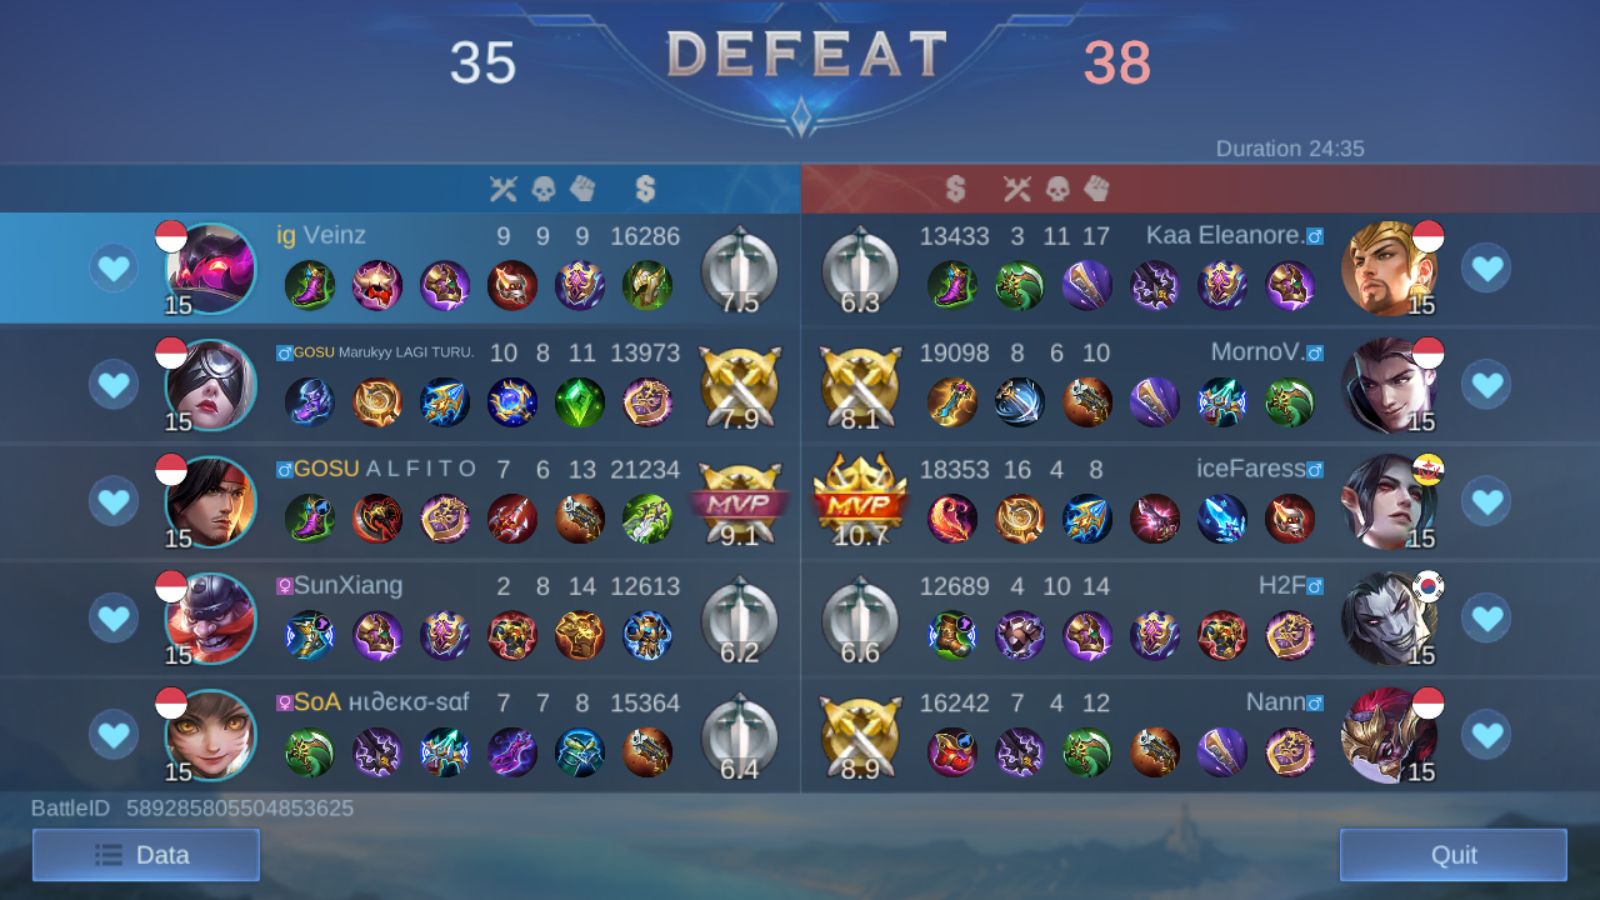 35 DEFEAT 38
Duration 24:35
ig Veinz 9 9 9 16286
15 7.5
6.3 13433 3 11 17 Kaa Eleanore.
15
GOSU Marukyy LAGI TURU. 10 8 11 13973
15 7.9
8.1 19098 8 6 10 MornoV.
15
GOSU A L F I T O 7 6 13 21234
15 MVP 9.1
MVP 10.7 18353 16 4 8 iceFaress
15
SunXiang 2 8 14 12613
15 6.2
6.6 12689 4 10 14 H2F
15
SoA нι∂єкσ-ѕαf 7 7 8 15364
15 6.4
8.9 16242 7 4 12 Nann
15
BattleID 589285805504853625
Data
Quit